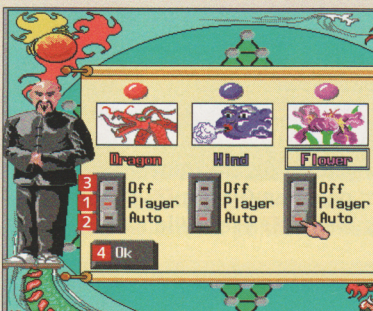 Dragon Wind Flower
3 Off Off Off
1 Player Player Player
2 Auto Auto Auto
4 Ok